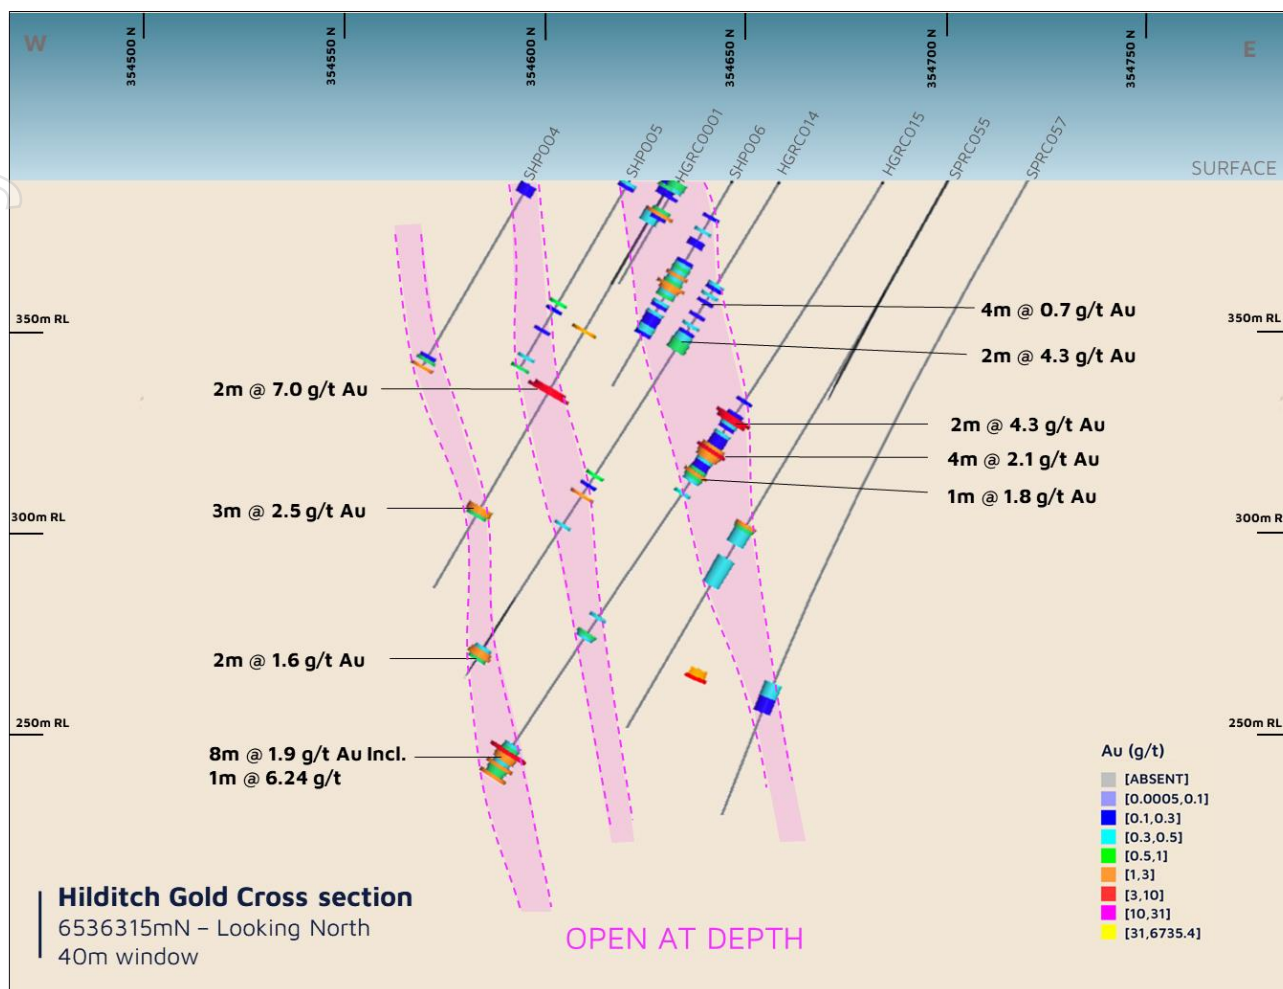 W
E
354500 N
354550 N
354600 N
354650 N
354700 N
354750 N
SHP004
SHP005
HGRC0001
SHP006
HGRC014
HGRC015
SPRC055
SPRC057
SURFACE
350m RL
350m RL
4m @ 0.7 g/t Au
2m @ 4.3 g/t Au
2m @ 7.0 g/t Au
2m @ 4.3 g/t Au
4m @ 2.1 g/t Au
1m @ 1.8 g/t Au
3m @ 2.5 g/t Au
300m RL
300m R
2m @ 1.6 g/t Au
250m RL
250m RL
8m @ 1.9 g/t Au Incl.
1m @ 6.24 g/t
Au (g/t)
[ABSENT]
[0.0005,0.1]
[0.1,0.3]
[0.3,0.5]
[0.5,1]
[1,3]
[3,10]
[10,31]
[31,6735.4]
Hilditch Gold Cross section
6536315mN – Looking North
40m window
OPEN AT DEPTH